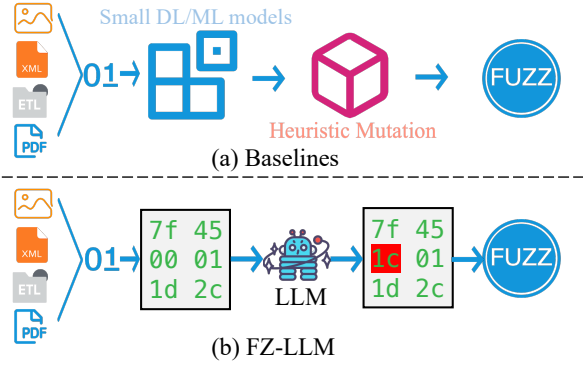 Small DL/ML models
XML
ETL
PDF
01
FUZZ
Heuristic Mutation
(a) Baselines
XML
ETL
PDF
01
7f 45
00 01
1d 2c
LLM
7f 45
1c 01
1d 2c
FUZZ
(b) FZ-LLM